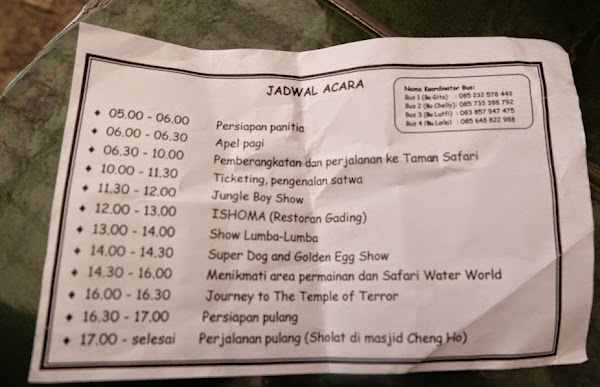 JADWAL ACARA
Nama Koordinator Bus:
Bus 1 (Bu Gita) : 085 232 578 449
Bus 2 (Bu Chelly): 085 733 388 792
Bus 3 (Bu Lutfi) : 083 857 947 475
Bus 4 (Bu Laila) : 085 648 822 988
♦ 05.00 - 06.00 Persiapan panitia
♦ 06.00 - 06.30 Apel pagi
♦ 06.30 - 10.00 Pemberangkatan dan perjalanan ke Taman Safari
♦ 10.00 - 11.30 Ticketing, pengenalan satwa
♦ 11.30 - 12.00 Jungle Boy Show
♦ 12.00 - 13.00 ISHOMA (Restoran Gading)
♦ 13.00 - 14.00 Show Lumba-Lumba
♦ 14.00 - 14.30 Super Dog and Golden Egg Show
♦ 14.30 - 16.00 Menikmati area permainan dan Safari Water World
♦ 16.00 - 16.30 Journey to The Temple of Terror
♦ 16.30 - 17.00 Persiapan pulang
♦ 17.00 - selesai Perjalanan pulang (Sholat di masjid Cheng Ho)